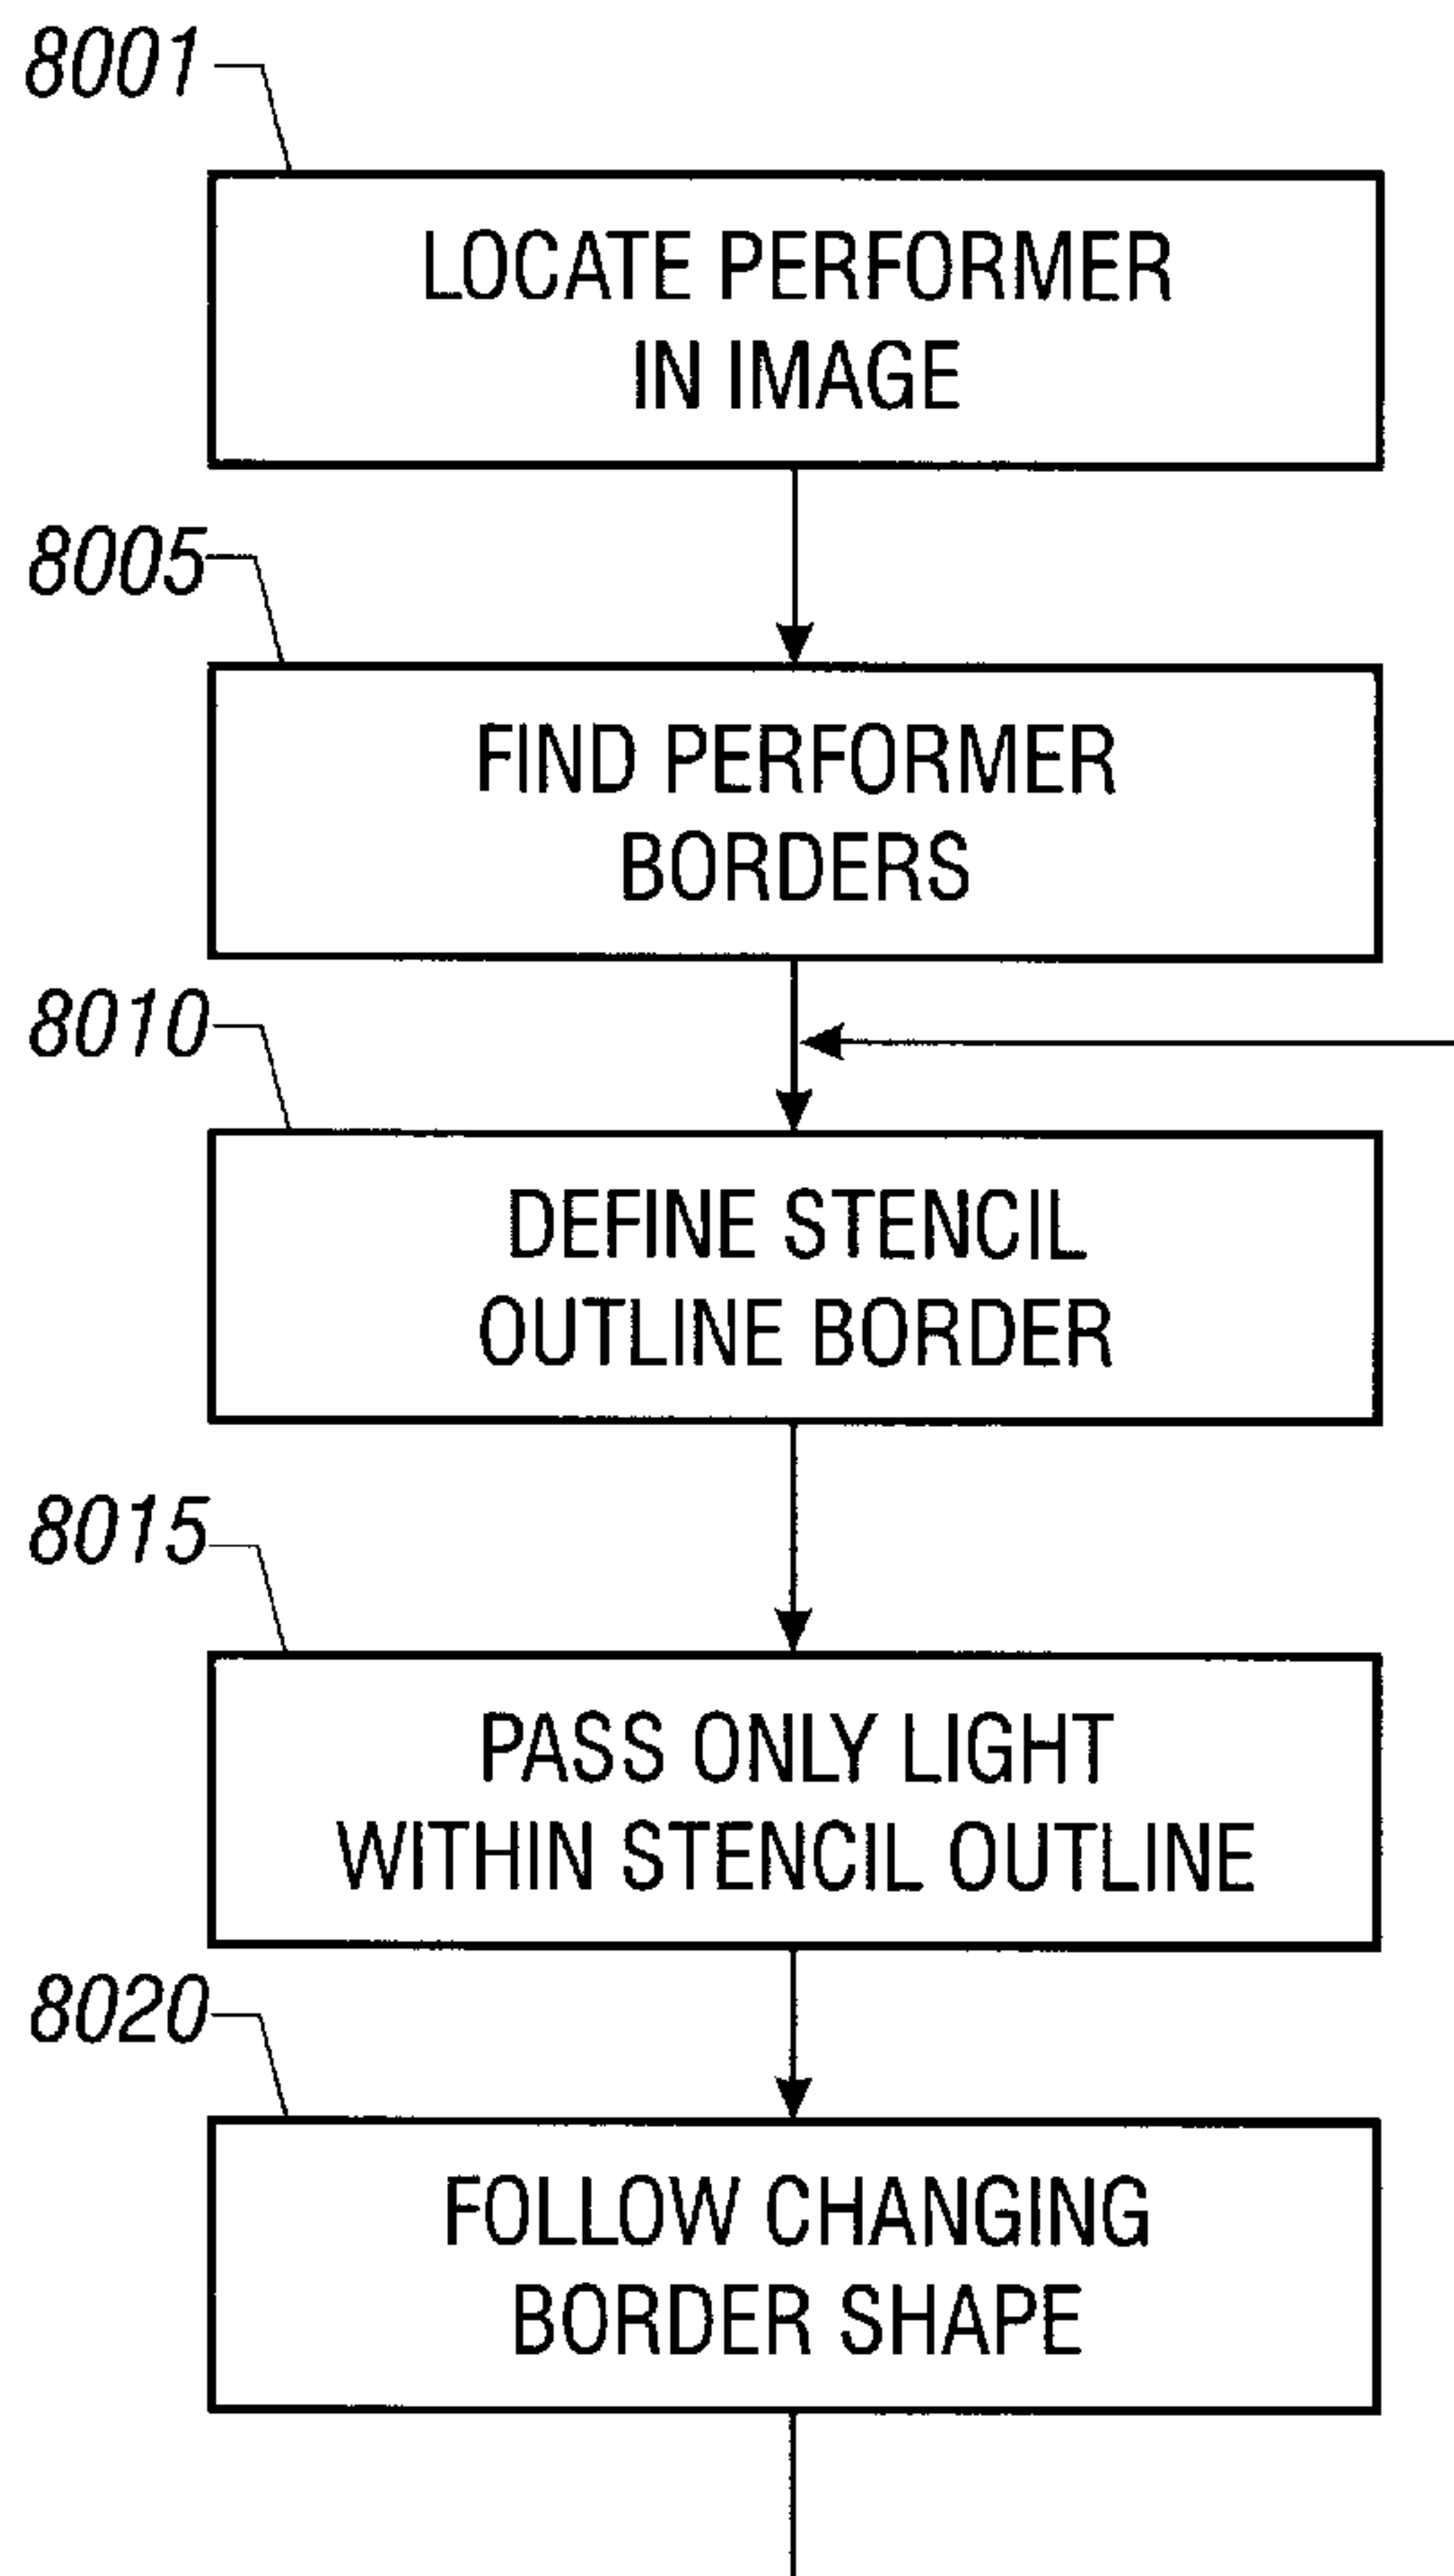 8001
LOCATE PERFORMER
IN IMAGE
8005
FIND PERFORMER
BORDERS
8010
DEFINE STENCIL
OUTLINE BORDER
8015
PASS ONLY LIGHT
WITHIN STENCIL OUTLINE
8020
FOLLOW CHANGING
BORDER SHAPE